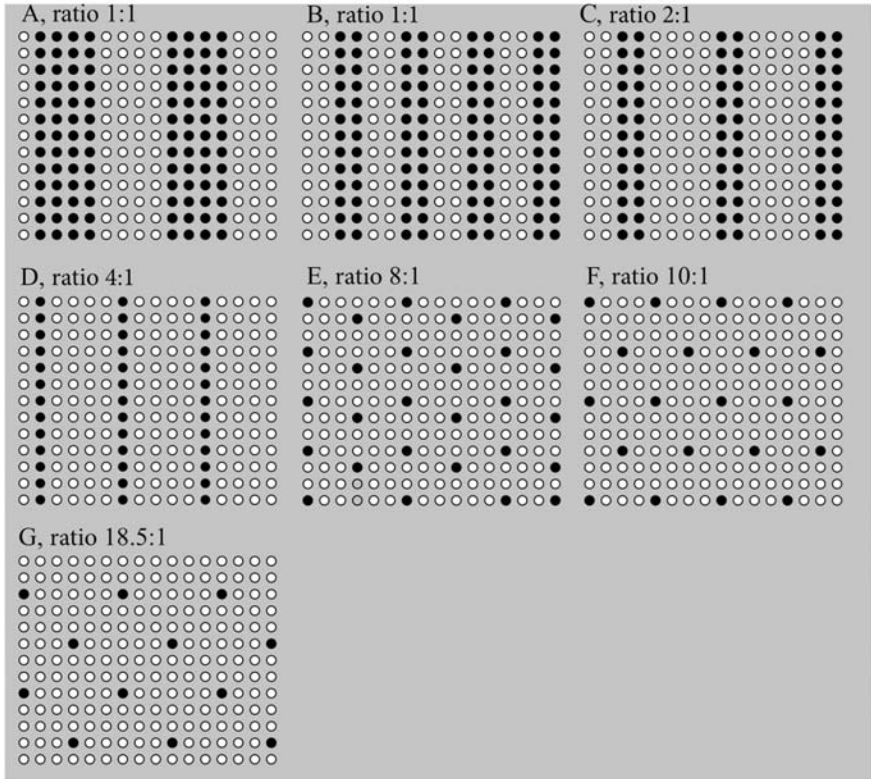 A, ratio 1:1
B, ratio 1:1
C, ratio 2:1
D, ratio 4:1
E, ratio 8:1
F, ratio 10:1
G, ratio 18.5:1